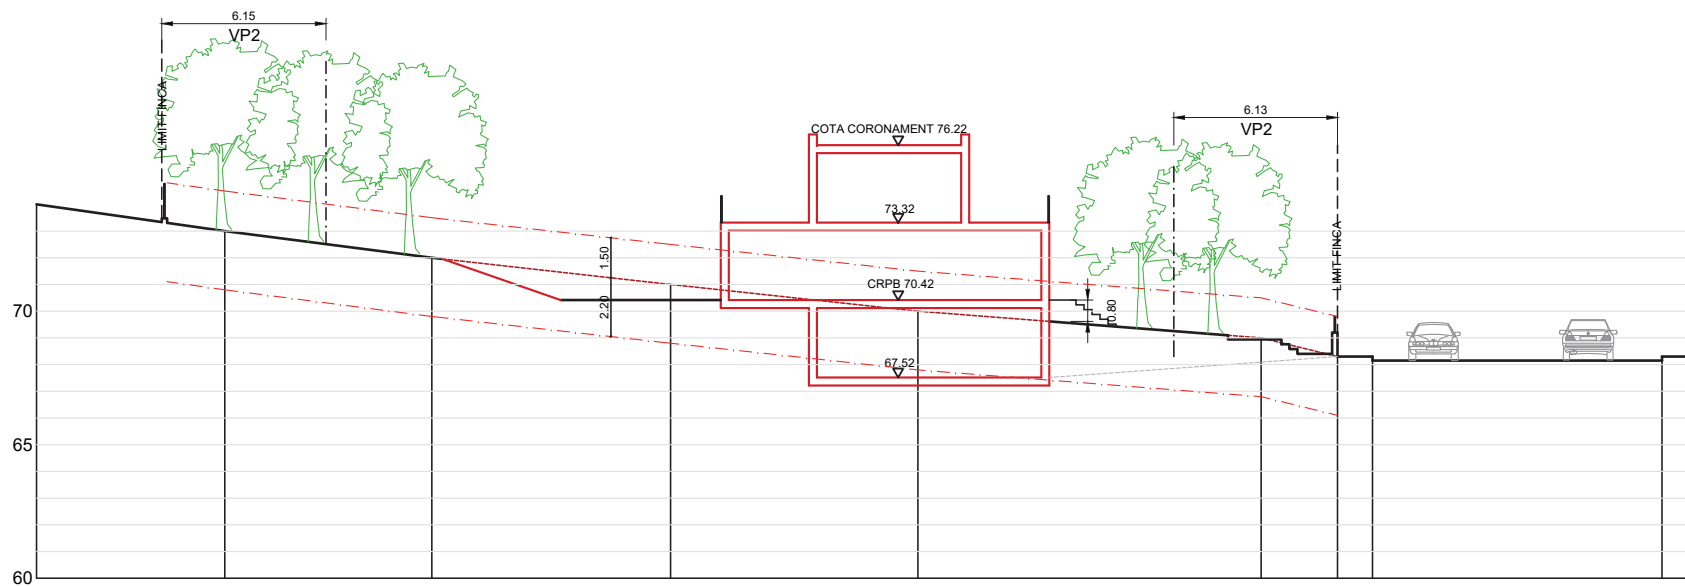 6.15
VP2
LIMIT FINCA
COTA CORONAMENT 76.22
6.13
VP2
73.32
1.50
2.20
CRPB 70.42
0.80
LIMIT FINCA
67.52
70
65
60